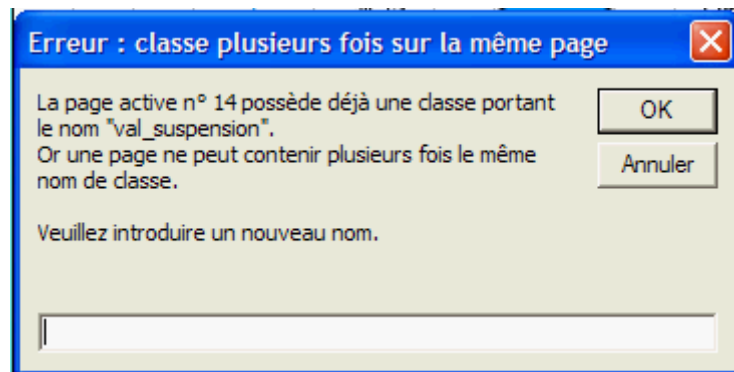 Erreur : classe plusieurs fois sur la même page
La page active n° 14 possède déjà une classe portant
le nom "val_suspension".
Or une page ne peut contenir plusieurs fois le même
nom de classe.
Veuillez introduire un nouveau nom.
OK
Annuler